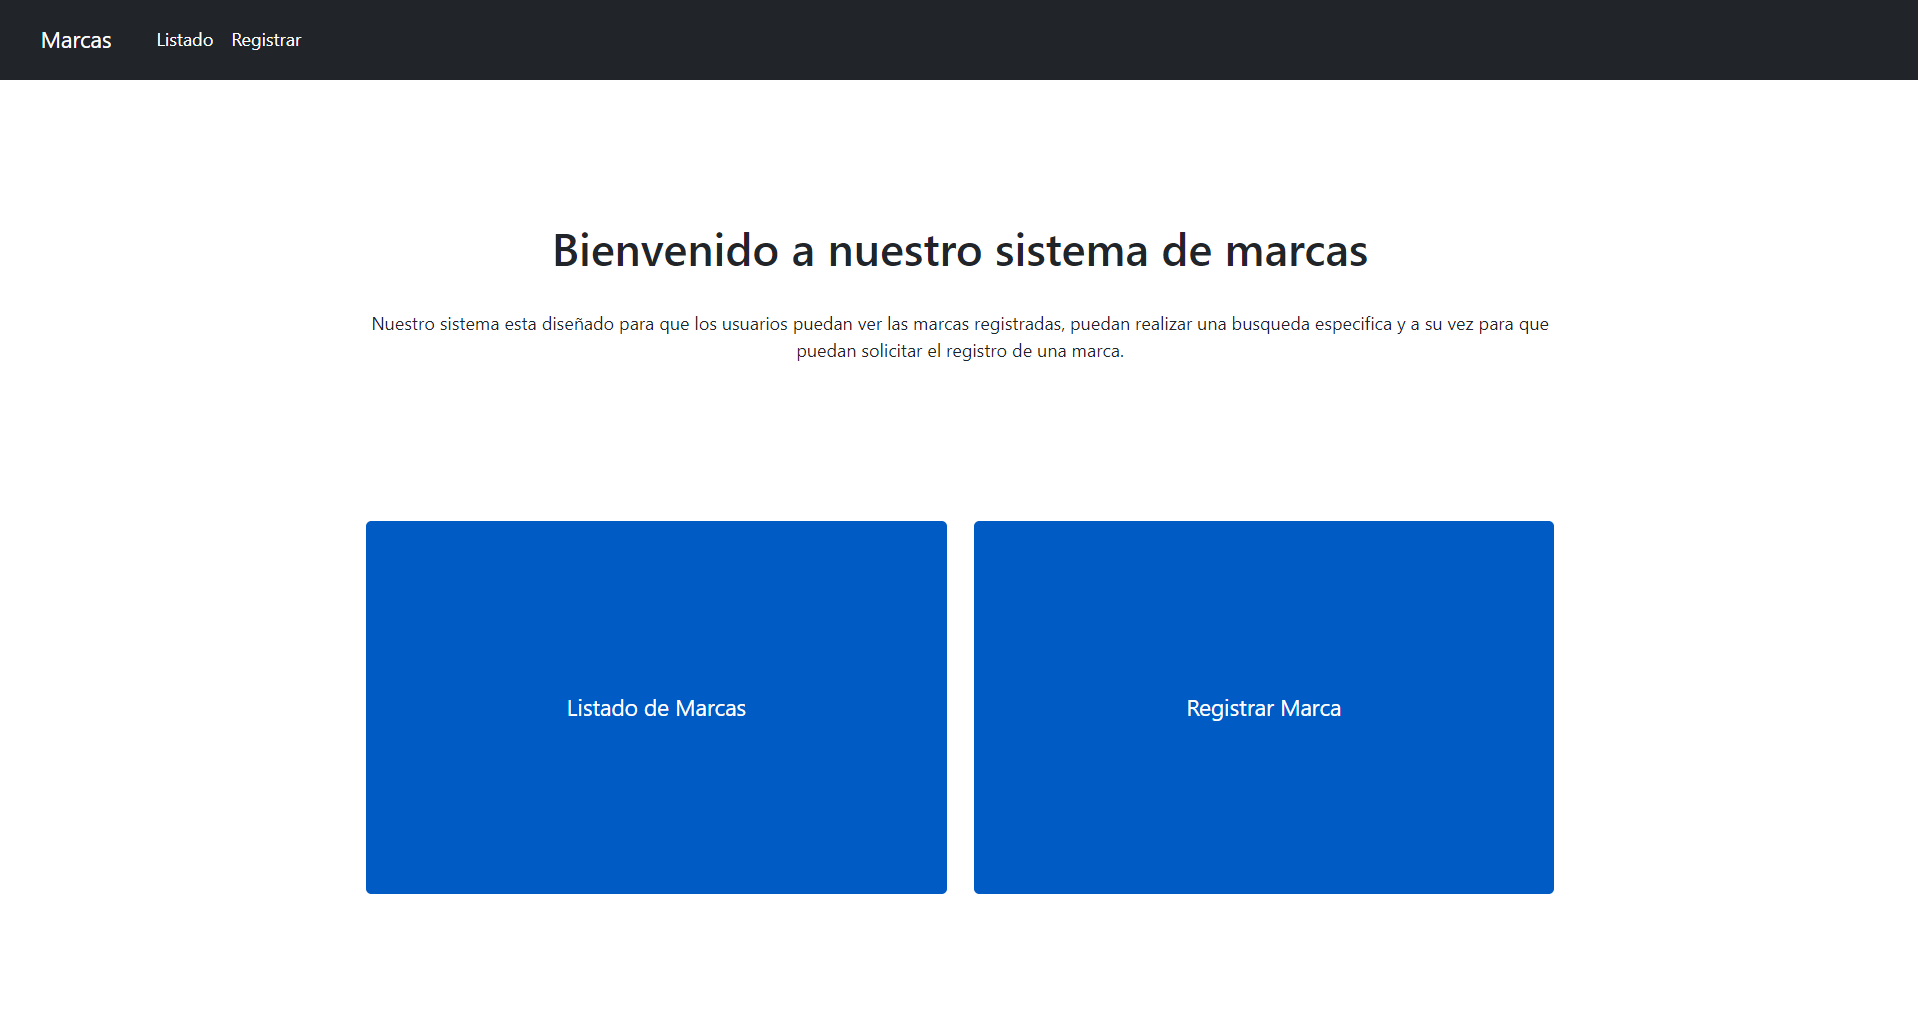 Marcas
Listado Registrar
Bienvenido a nuestro sistema de marcas
Nuestro sistema esta diseñado para que los usuarios puedan ver las marcas registradas, puedan realizar una busqueda especifica y a su vez para que
puedan solicitar el registro de una marca.
Listado de Marcas
Registrar Marca